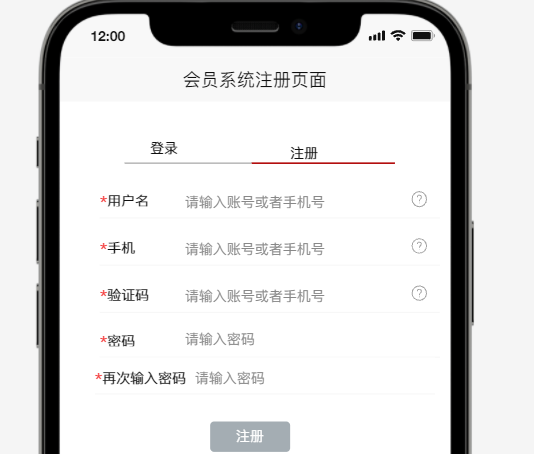 12:00
会员系统注册页面
登录
注册
*用户名 请输入账号或者手机号 ?
*手机 请输入账号或者手机号 ?
*验证码 请输入账号或者手机号 ?
*密码 请输入密码
*再次输入密码 请输入密码
注册